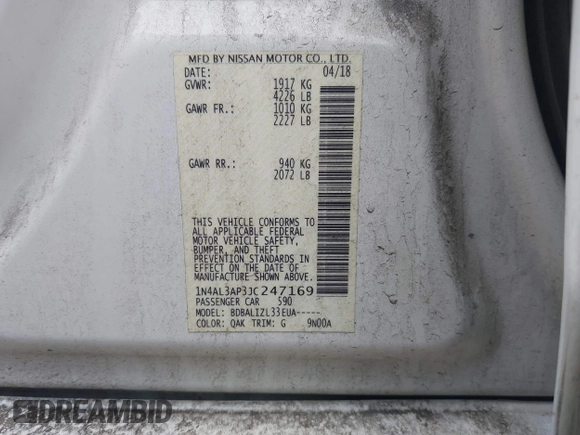 MFD BY NISSAN MOTOR CO., LTD.
DATE: 04/18
GVWR: 1917 KG
4226 LB
GAWR FR.: 1010 KG
2227 LB
GAWR RR.: 940 KG
2072 LB
THIS VEHICLE CONFORMS TO
ALL APPLICABLE FEDERAL
MOTOR VEHICLE SAFETY,
BUMPER, AND THEFT
PREVENTION STANDARDS IN
EFFECT ON THE DATE OF
MANUFACTURE SHOWN ABOVE.
1N4AL3AP3JC247169
PASSENGER CAR 590
MODEL: BDBALIZL33EUA-----
COLOR: QAK TRIM: G 9N00A
DREAMBID